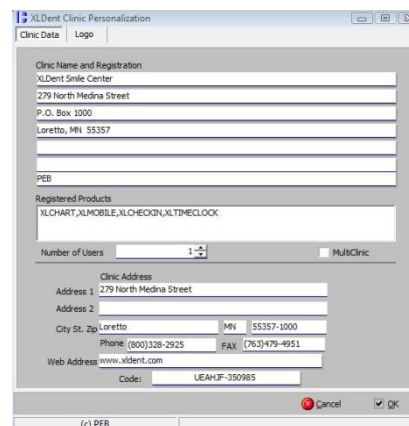 XLDent Clinic Personalization
Clinic Data Logo
Clinic Name and Registration
XLDent Smile Center
279 North Medina Street
P.O. Box 1000
Loretto, MN 55357
PEB
Registered Products
XLCHART,XLMOBILE,XLCHECKIN,XLTIMECLOCK
Number of Users 1 MultiClinic
Clinic Address
Address 1 279 North Medina Street
Address 2
City St. Zip Loretto MN 55357-1000
Phone (800)328-2925 FAX (763)479-4951
Web Address www.xldent.com
Code: UEAHJF-350985
Cancel OK
(c) PEB